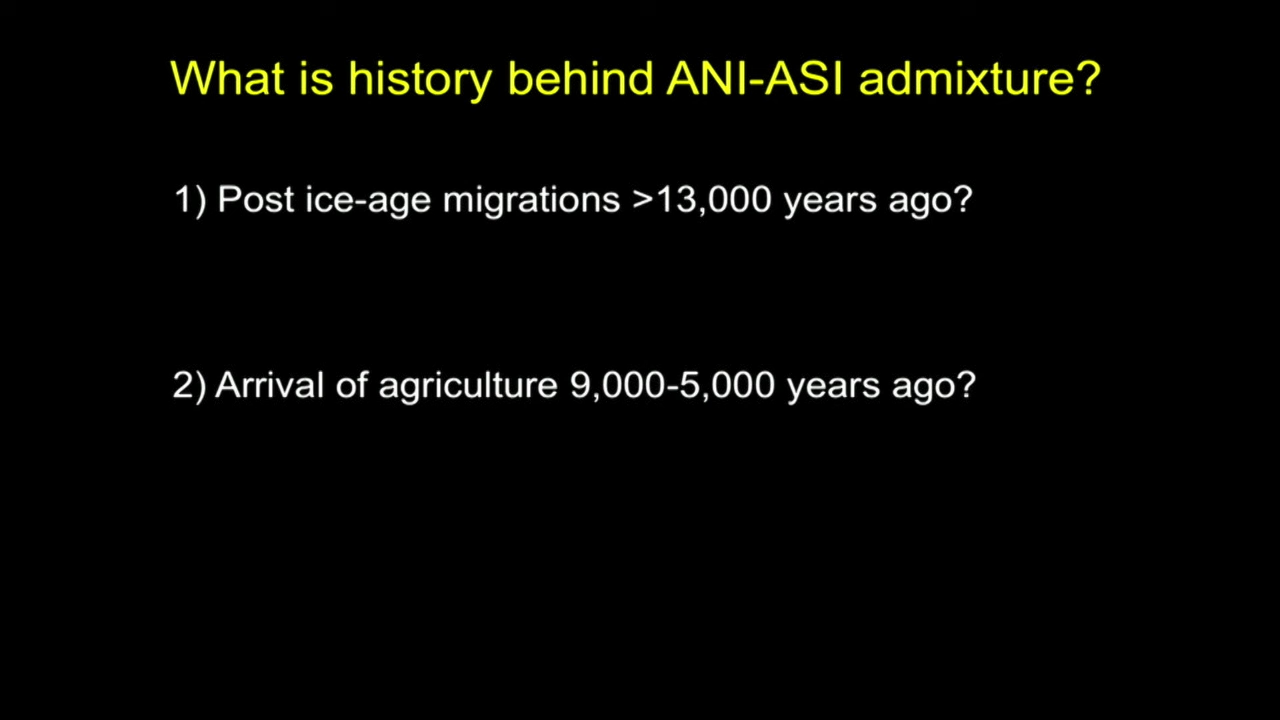 What is history behind ANI-ASI admixture?
1) Post ice-age migrations >13,000 years ago?
2) Arrival of agriculture 9,000-5,000 years ago?